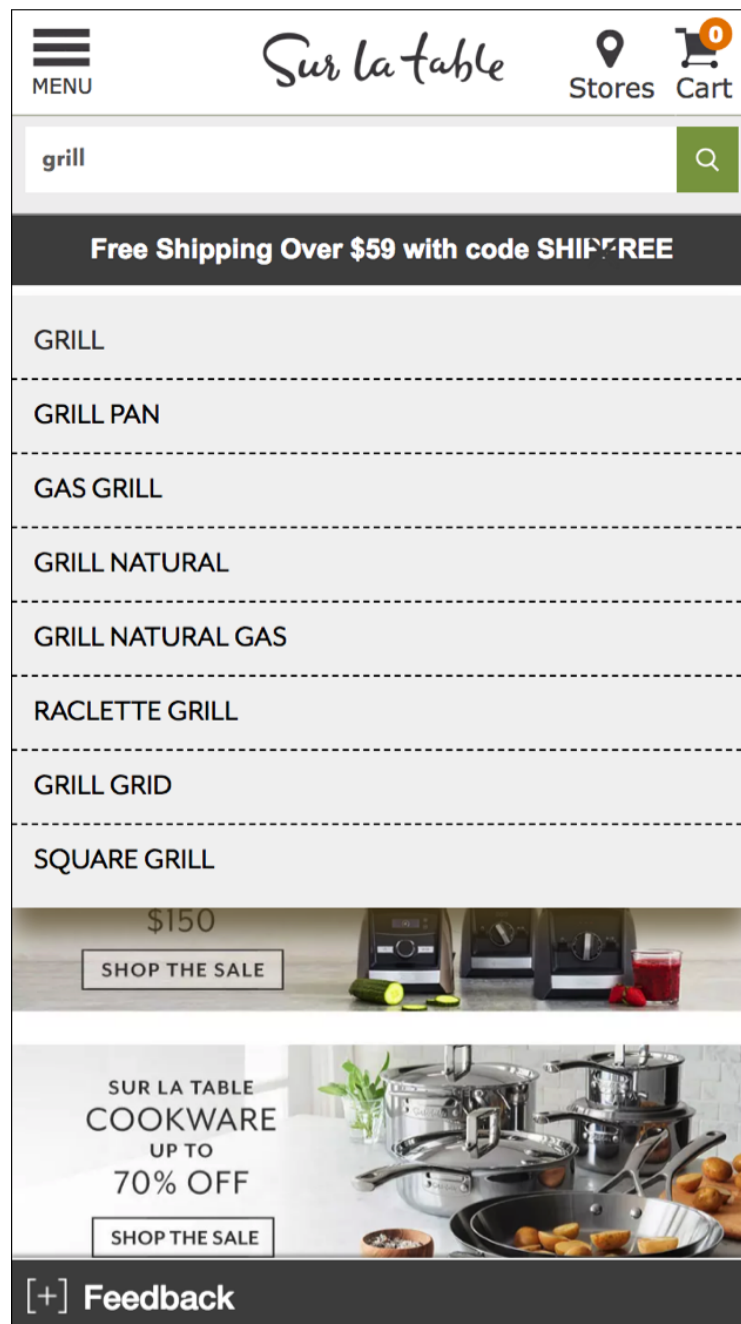 MENU
Sur la table
Stores
Cart
0
grill
Free Shipping Over $59 with code SHIPFREE
GRILL
GRILL PAN
GAS GRILL
GRILL NATURAL
GRILL NATURAL GAS
RACLETTE GRILL
GRILL GRID
SQUARE GRILL
$150
SHOP THE SALE
SUR LA TABLE
COOKWARE
UP TO
70% OFF
SHOP THE SALE
[+] Feedback